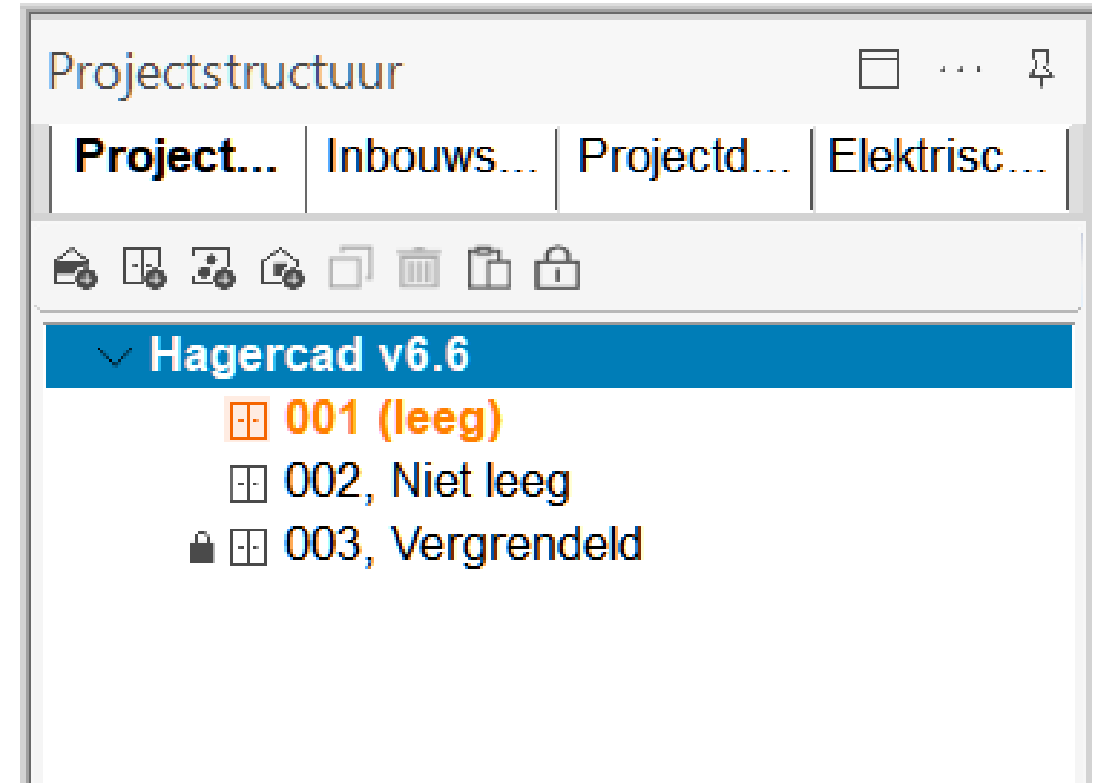 Projectstructuur
Project... Inbouws... Projectd... Elektrisc...
Hagercad v6.6
001 (leeg)
002, Niet leeg
003, Vergrendeld